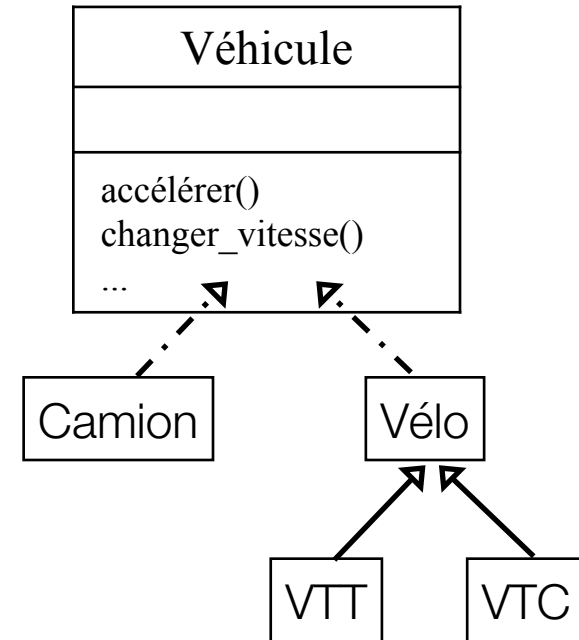 Véhicule
accélérer()
changer_vitesse()
...
Camion
Vélo
VTT
VTC